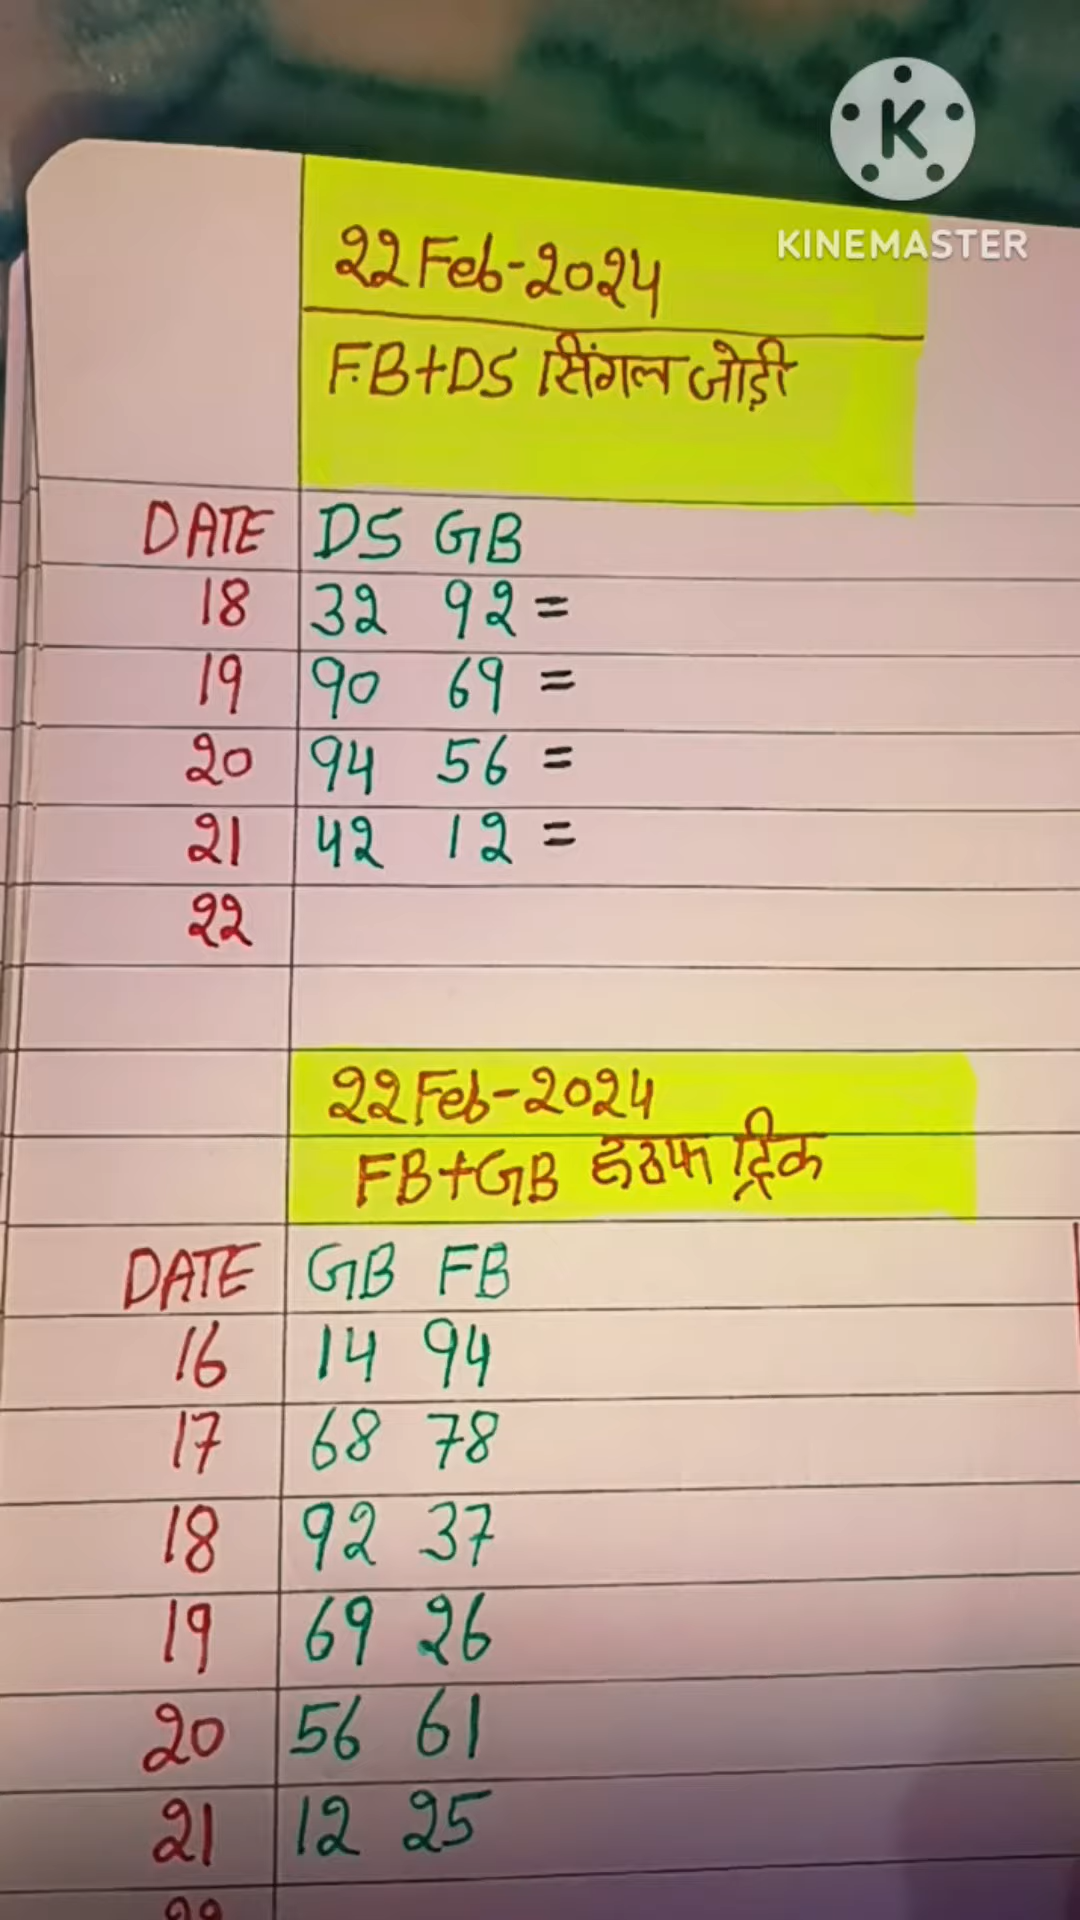 KINEMASTER
22 Feb-2024
F.B+DS सिंगल जोड़ी
DATE DS GB
18 32 92 =
19 90 69 =
20 94 56 =
21 42 12 =
22
22 Feb-2024
FB+GB हरुफ ट्रिक
DATE GB FB
16 14 94
17 68 78
18 92 37
19 69 26
20 56 61
21 12 25
22